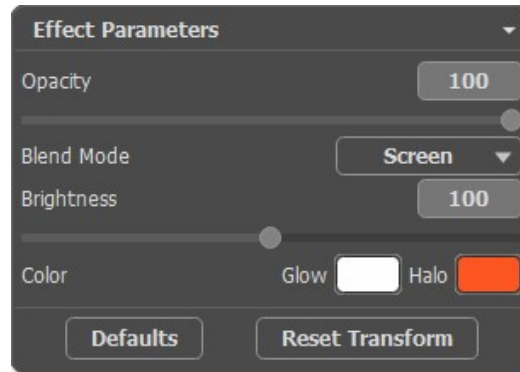 Effect Parameters
Opacity 100
Blend Mode Screen
Brightness 100
Color Glow Halo
Defaults Reset Transform